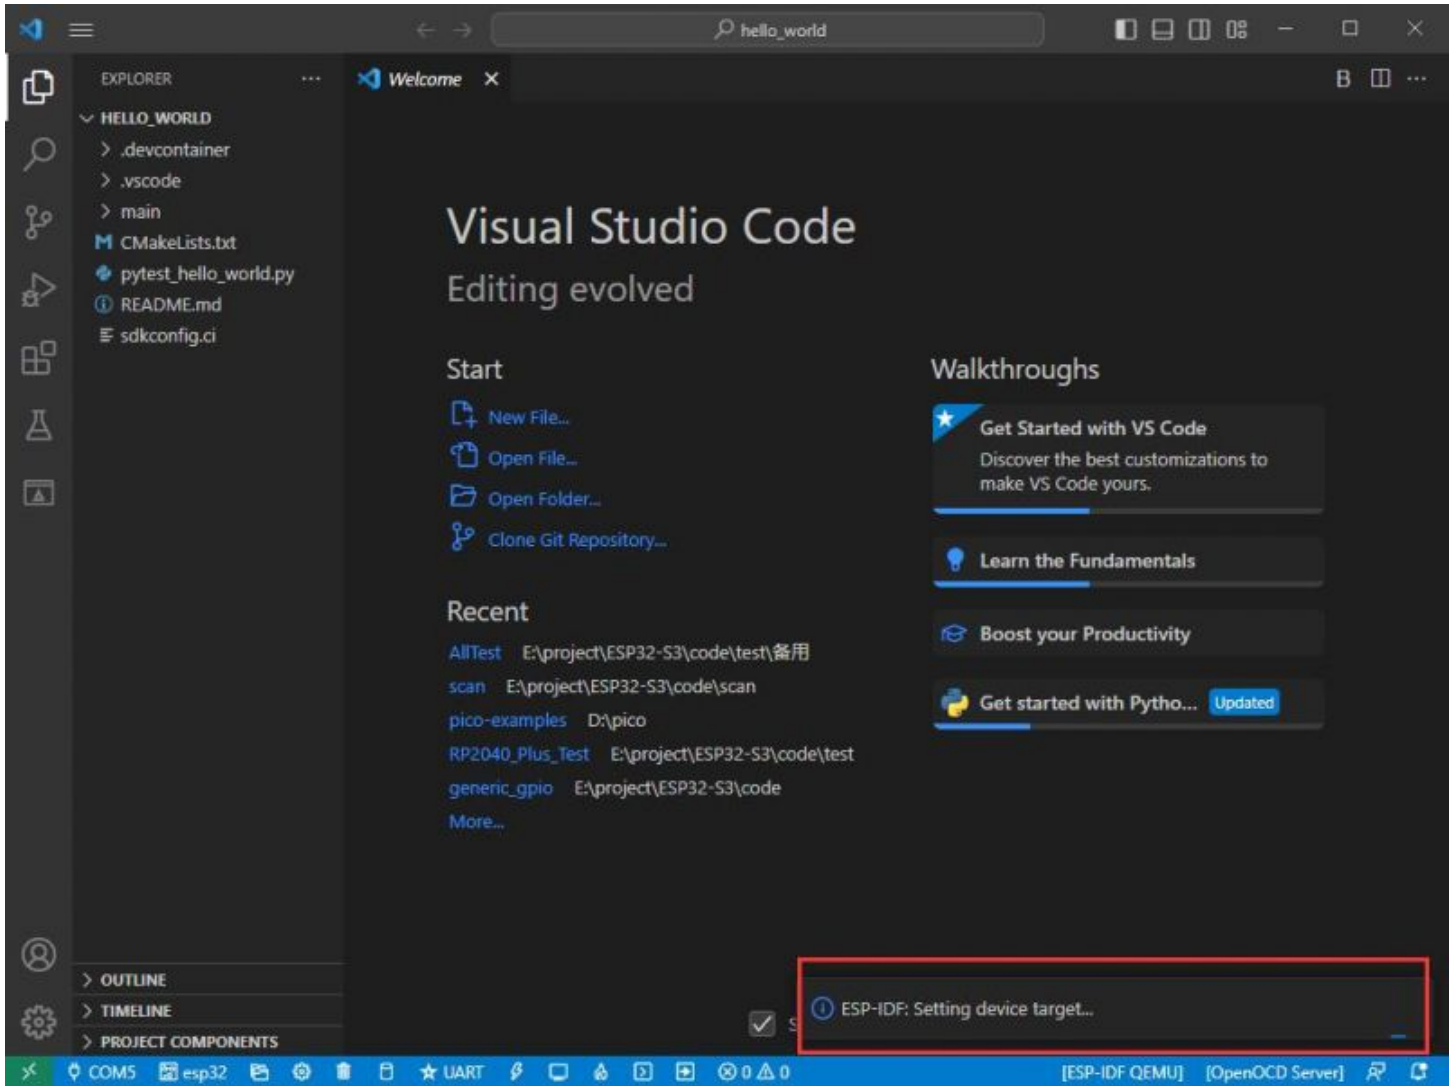 hello_world
EXPLORER
Welcome
HELLO_WORLD
.devcontainer
.vscode
main
CMakeLists.txt
pytest_hello_world.py
README.md
sdkconfig.ci
OUTLINE
TIMELINE
PROJECT COMPONENTS
Visual Studio Code
Editing evolved
Start
New File...
Open File...
Open Folder...
Clone Git Repository...
Recent
AllTest E:\project\ESP32-S3\code\test\备用
scan E:\project\ESP32-S3\code\scan
pico-examples D:\pico
RP2040_Plus_Test E:\project\ESP32-S3\code\test
generic_gpio E:\project\ESP32-S3\code
More...
Walkthroughs
Get Started with VS Code
Discover the best customizations to
make VS Code yours.
Learn the Fundamentals
Boost your Productivity
Get started with Pytho... Updated
ESP-IDF: Setting device target...
COM5 esp32 UART 0 0 [ESP-IDF QEMU] [OpenOCD Server]